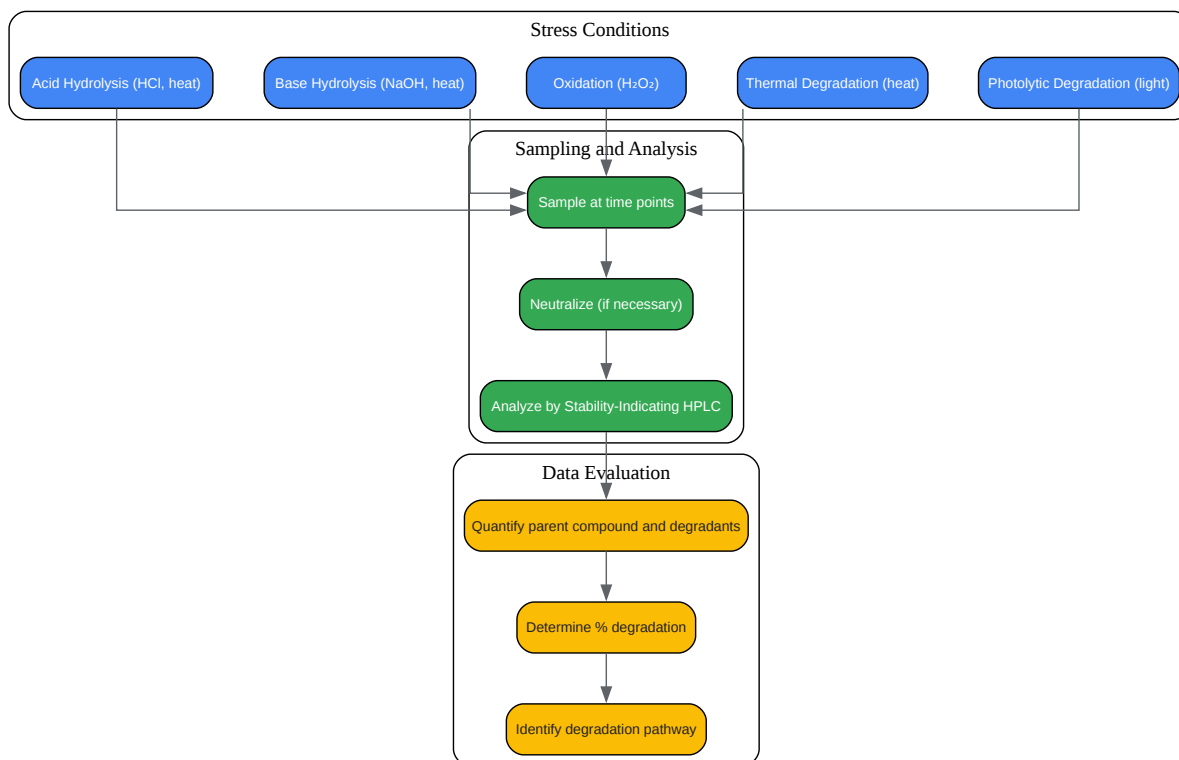 Stress Conditions
Acid Hydrolysis (HCl, heat)
Base Hydrolysis (NaOH, heat)
Oxidation (H₂O₂)
Thermal Degradation (heat)
Photolytic Degradation (light)
Sampling and Analysis
Sample at time points
Neutralize (if necessary)
Analyze by Stability-Indicating HPLC
Data Evaluation
Quantify parent compound and degradants
Determine % degradation
Identify degradation pathway